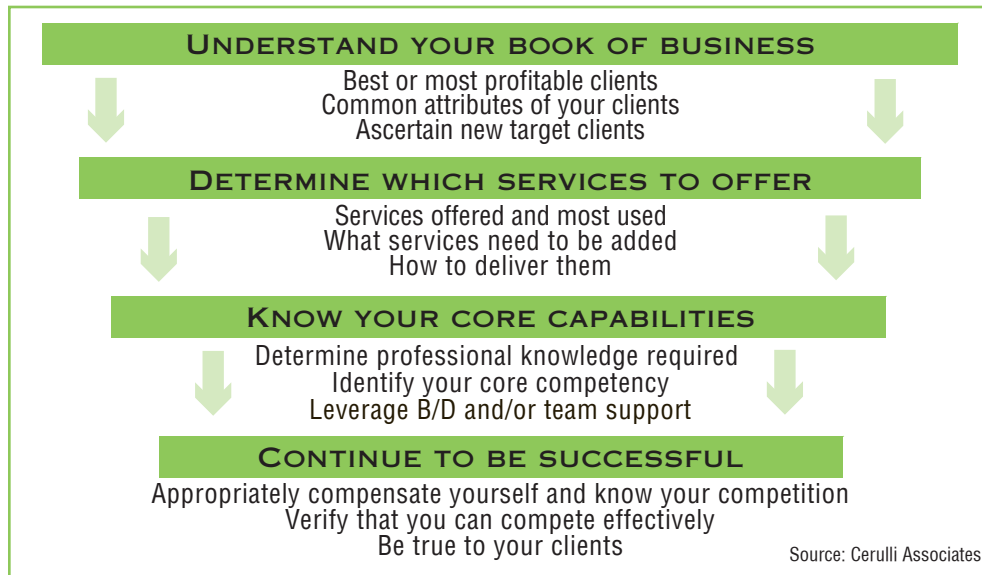 UNDERSTAND YOUR BOOK OF BUSINESS
Best or most profitable clients
Common attributes of your clients
Ascertain new target clients
DETERMINE WHICH SERVICES TO OFFER
Services offered and most used
What services need to be added
How to deliver them
KNOW YOUR CORE CAPABILITIES
Determine professional knowledge required
Identify your core competency
Leverage B/D and/or team support
CONTINUE TO BE SUCCESSFUL
Appropriately compensate yourself and know your competition
Verify that you can compete effectively
Be true to your clients
Source: Cerulli Associates